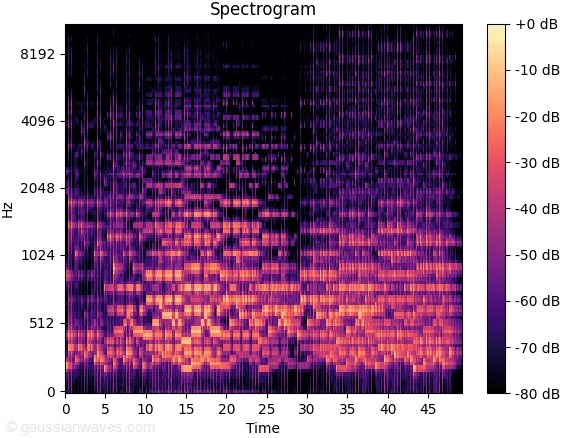 Spectrogram
8192
4096
2048
1024
512
0
Hz
0 5 10 15 20 25 30 35 40 45
Time
+0 dB
-10 dB
-20 dB
-30 dB
-40 dB
-50 dB
-60 dB
-70 dB
-80 dB
© gaussianwaves.com